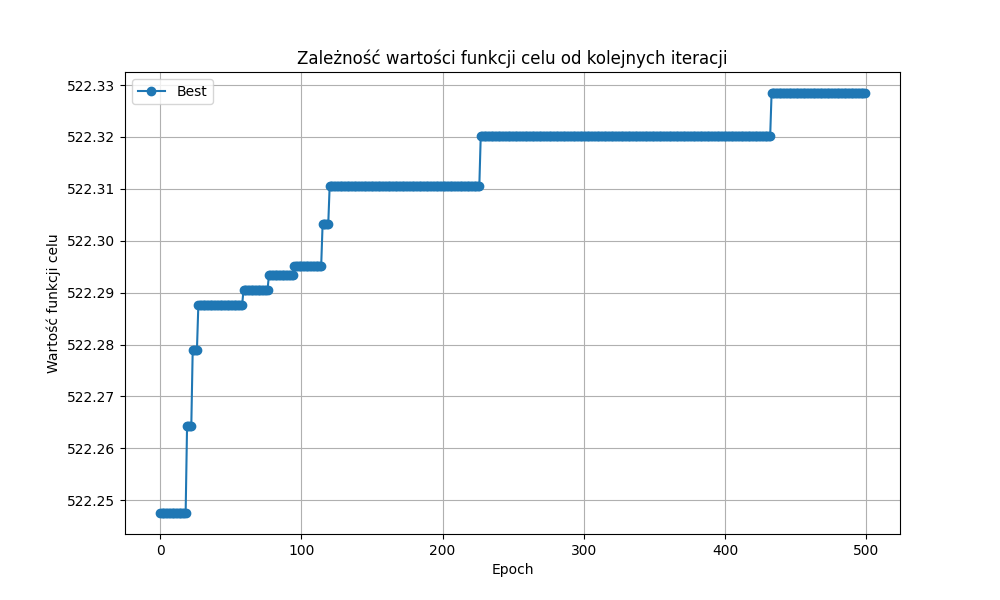 Zależność wartości funkcji celu od kolejnych iteracji
Best
Wartość funkcji celu
522.33
522.32
522.31
522.30
522.29
522.28
522.27
522.26
522.25
0 100 200 300 400 500
Epoch